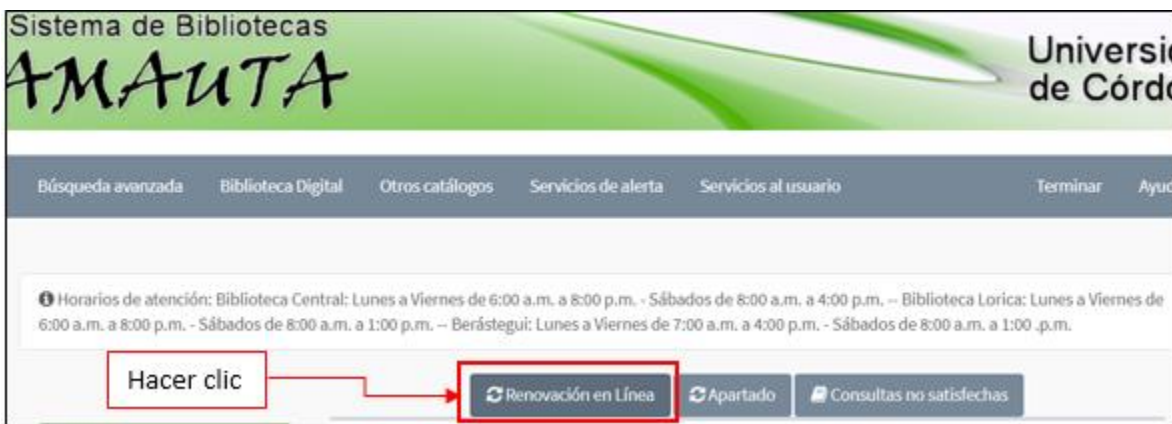 Sistema de Bibliotecas
AMAUTA
Búsqueda avanzada Biblioteca Digital Otros catálogos Servicios de alerta Servicios al usuario Terminar
Horarios de atención: Biblioteca Central: Lunes a Viernes de 6:00 a.m. a 8:00 p.m. - Sábados de 8:00 a.m. a 4:00 p.m. -- Biblioteca Lorica: Lunes a Viernes de
6:00 a.m. a 8:00 p.m. - Sábados de 8:00 a.m. a 1:00 p.m. -- Berástegui: Lunes a Viernes de 7:00 a.m. a 4:00 p.m. - Sábados de 8:00 a.m. a 1:00 .p.m.
Hacer clic
Renovación en Línea Apartado Consultas no satisfechas